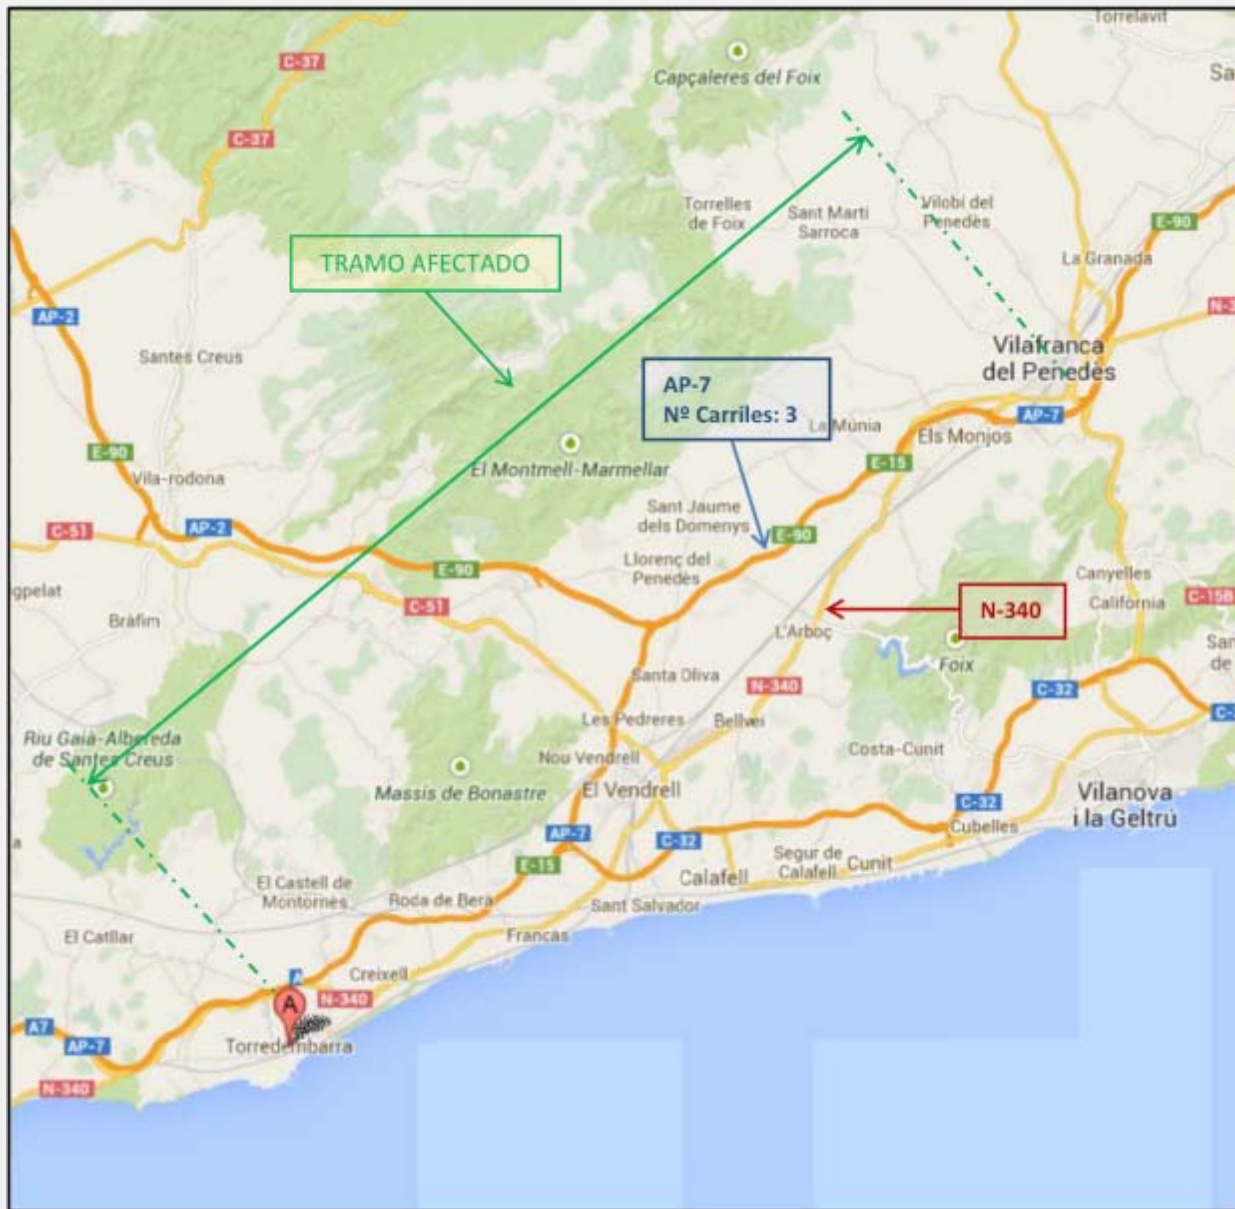 Torrelavit
C-37
Capçaleres del Foix
Sa
C-37
Torrelles
de Foix
Sant Marti
Sarroca
Vilobi del
Penedès
E-90
TRAMO AFECTADO
La Granada
AP-2
N-3
Santes Creus
Vilafranca
del Penedès
AP-7
Nº Carriles: 3
La Múnia
AP-7
Els Monjos
E-90
El Montmell-Marmellar
E-15
Vila-rodona
Sant Jaume
dels Domenys
C-51
AP-2
E-90
Llorenç del
Penedès
E-90
Canyelles
gpelat
C-51
California
C-15B
N-340
Bràfim
L'Arboç
Foix
San
de
Santa Oliva
N-340
C-32
Les Pedreres
Bellvei
C-3
Riu Gaià-Albereda
de Santes Creus
Nou Vendrell
Costa-Cunit
Massís de Bonastre
El Vendrell
C-32
Vilanova
i la Geltrú
AP-7
C-32
Cubelles
a
E-15
Segur de
Calafell
Cunit
El Castell de
Montornès
Calafell
Roda de Berà
Sant Salvador
El Catllar
Francàs
Creixell
A
N-340
A
A7
AP-7
Torredembarra
N-340